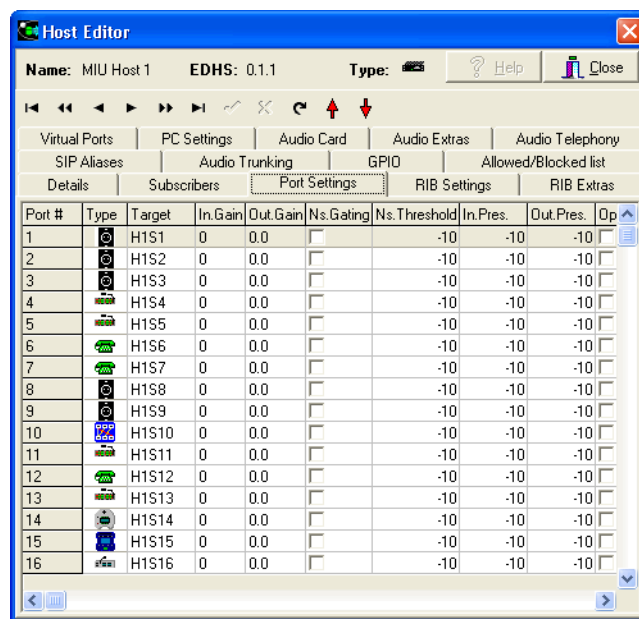 Host Editor
Name: MIU Host 1 EDHS: 0.1.1 Type: Help Close
Virtual Ports PC Settings Audio Card Audio Extras Audio Telephony
SIP Aliases Audio Trunking GPIO Allowed/Blocked list
Details Subscribers Port Settings RIB Settings RIB Extras
Port # Type Target In.Gain Out.Gain Ns.Gating Ns.Threshold In.Pres. Out.Pres. Op
1 H1S1 0 0.0 -10 -10 -10
2 H1S2 0 0.0 -10 -10 -10
3 H1S3 0 0.0 -10 -10 -10
4 H1S4 0 0.0 -10 -10 -10
5 H1S5 0 0.0 -10 -10 -10
6 H1S6 0 0.0 -10 -10 -10
7 H1S7 0 0.0 -10 -10 -10
8 H1S8 0 0.0 -10 -10 -10
9 H1S9 0 0.0 -10 -10 -10
10 H1S10 0 0.0 -10 -10 -10
11 H1S11 0 0.0 -10 -10 -10
12 H1S12 0 0.0 -10 -10 -10
13 H1S13 0 0.0 -10 -10 -10
14 H1S14 0 0.0 -10 -10 -10
15 H1S15 0 0.0 -10 -10 -10
16 H1S16 0 0.0 -10 -10 -10